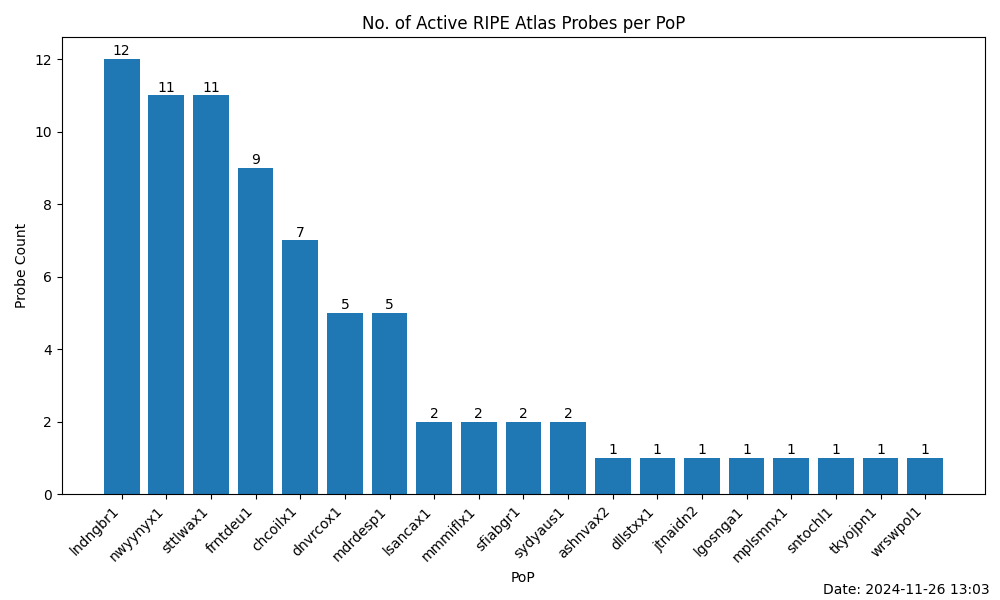 No. of Active RIPE Atlas Probes per PoP
12
11
11
9
7
5
5
2
2
2
2
1
1
1
1
1
1
1
1
12
10
8
6
4
2
0
Probe Count
lndngbr1
nwyynyx1
sttlwax1
frntdeu1
chcoilx1
dnvrcox1
mdrdesp1
lsancax1
mmmiflx1
sfiabgr1
sydyaus1
ashnvax2
dllstxx1
jtnaidn2
lgosnga1
mplsmnx1
sntochl1
tkyojpn1
wrswpol1
PoP
Date: 2024-11-26 13:03